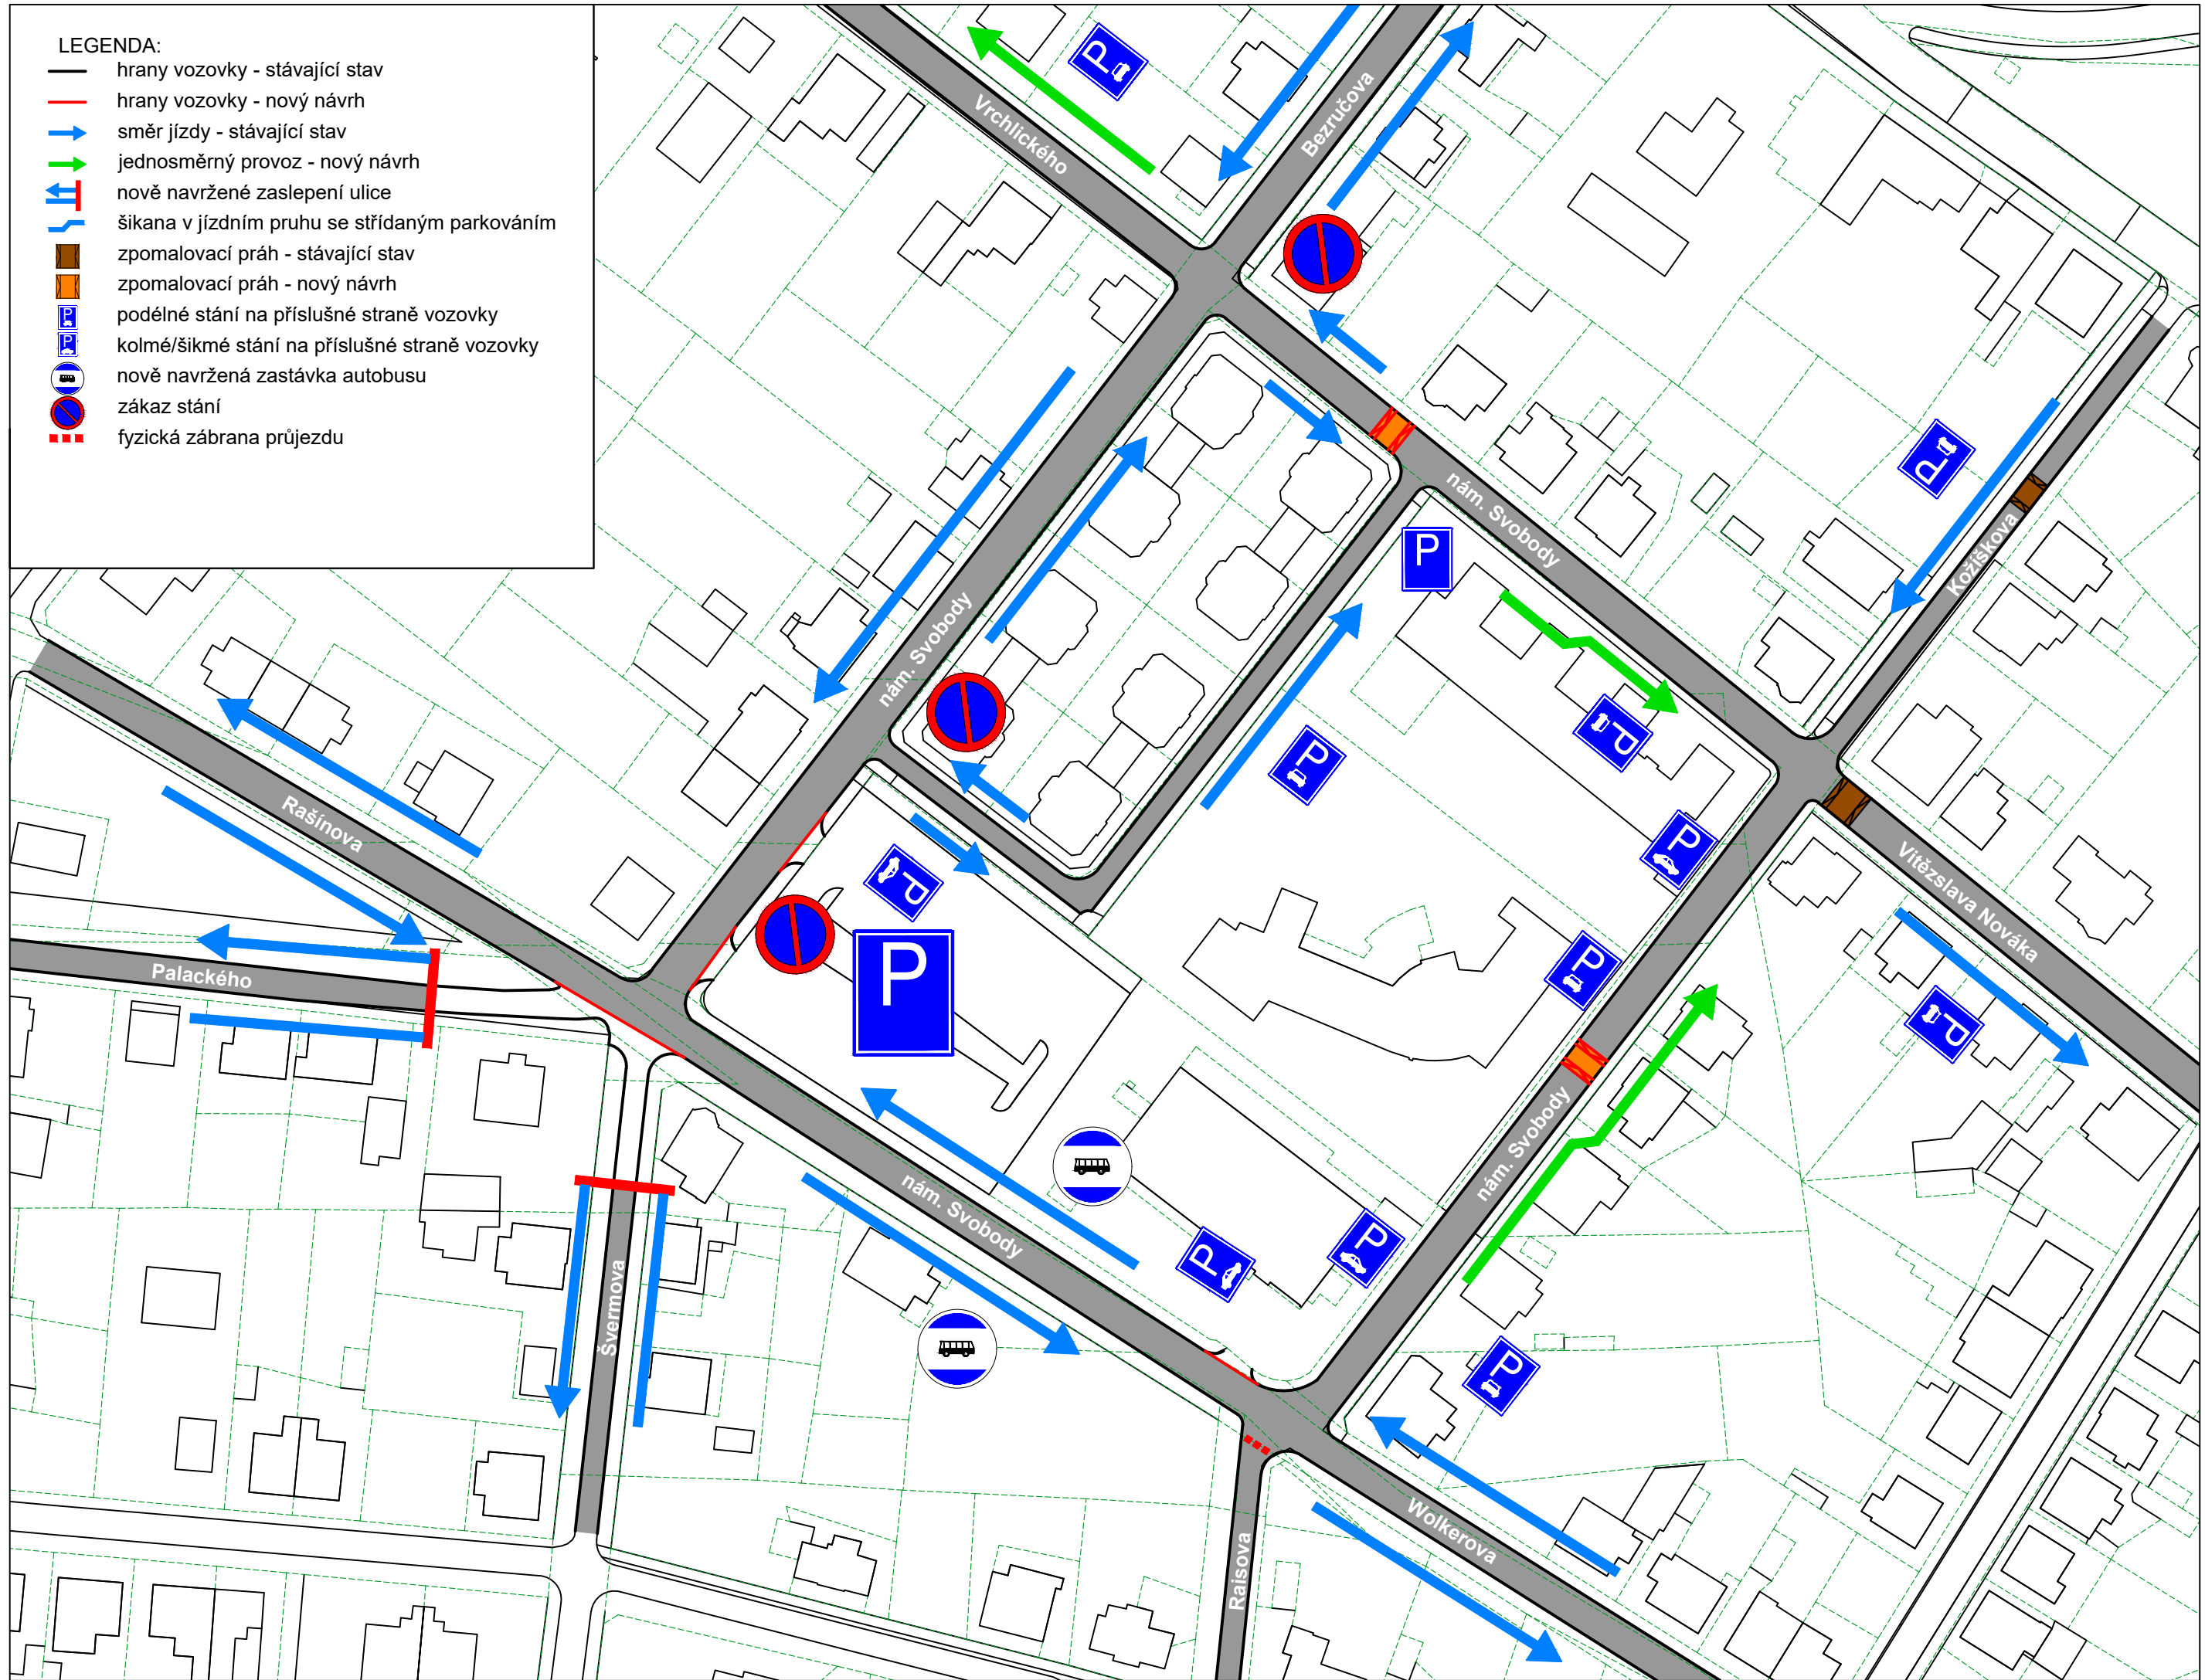 LEGENDA:
hrany vozovky - stávající stav
hrany vozovky - nový návrh
směr jízdy - stávající stav
jednosměrný provoz - nový návrh
nově navržené zaslepení ulice
šikana v jízdním pruhu se střídaným parkováním
zpomalovací práh - stávající stav
zpomalovací práh - nový návrh
P
podélné stání na příslušné straně vozovky
P
kolmé/šikmé stání na příslušné straně vozovky
nově navržená zastávka autobusu
zákaz stání
fyzická zábrana průjezdu
P
Vrchlického
Bezručova
P
nám. Svobody
P
Kožíškova
nám. Svobody
P
P
P
Rašínova
P
Vítězslava Nováka
P
P
P
Palackého
P
nám. Svobody
nám. Svobody
P
P
Švermova
P
Wolkerova
Raisova